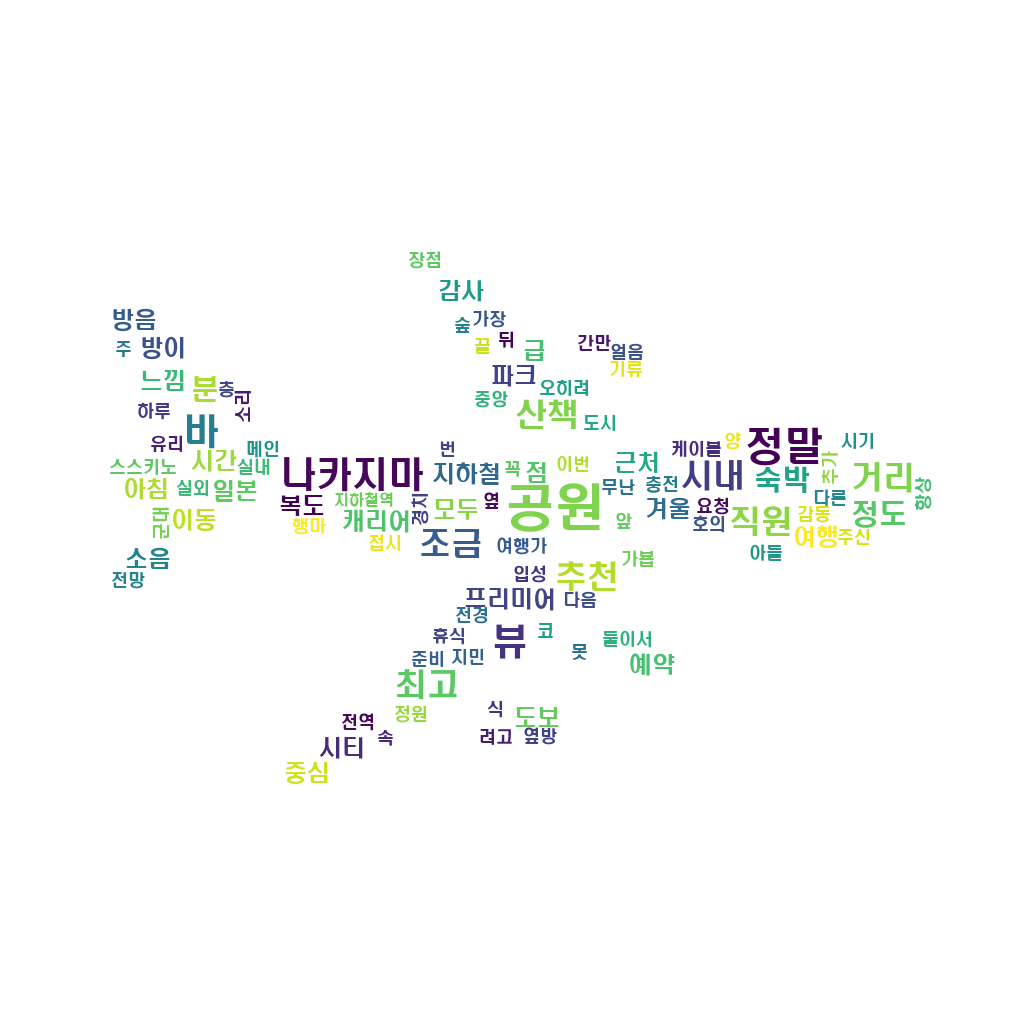 장점
감사
방음
숲 가장
주 방이
끝 뒤 급 간만 얼음
느낌 분 층 파크 기류
하루 소리 중앙 오히려
바 산책 도시
유리 메인 번 케이블 양 정말 시기
스스키노 시간 실내 나카지마 지하철 꼭 점 이번 근처 시내 숙박 추가 거리
아침 실외 일본 복도 지하철역 경치 옆 공원 무난 충전 요청 다른 항상
군데 이동 행마 캐리어 모두 앞 겨울 호의 직원 감동 정도
소음 접시 조금 여행가 가볍 아들 여행 주신
전망 입성 추천
전경 프리미어 다음
휴식 뷰 코 둘이서
준비 지민 못 예약
최고
전역 정원 식 도보
시티 속 려고 옆방
중심